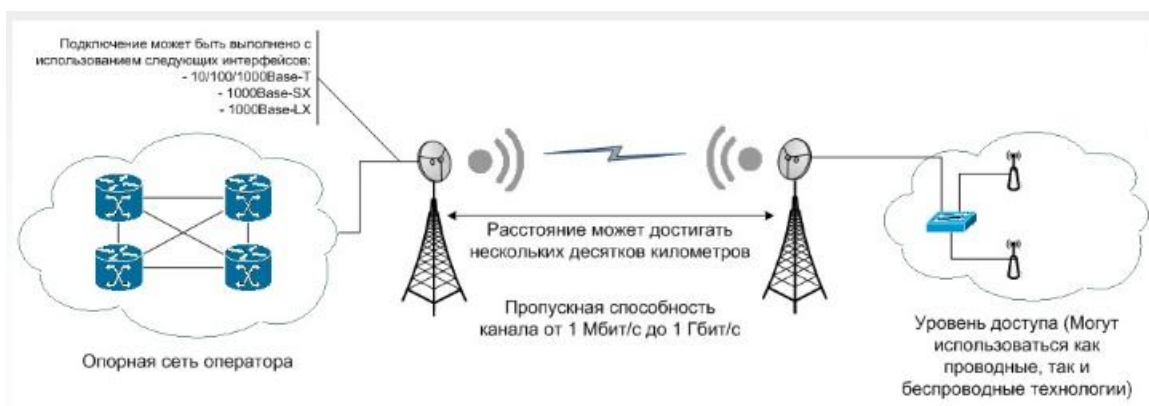 Подключение может быть выполнено с
использованием следующих интерфейсов:
- 10/100/1000Base-T
- 1000Base-SX
- 1000Base-LX
Расстояние может достигать
нескольких десятков километров
Пропускная способность
канала от 1 Мбит/с до 1 Гбит/с
Опорная сеть оператора
Уровень доступа (Могут
использоваться как
проводные, так и
беспроводные технологии)